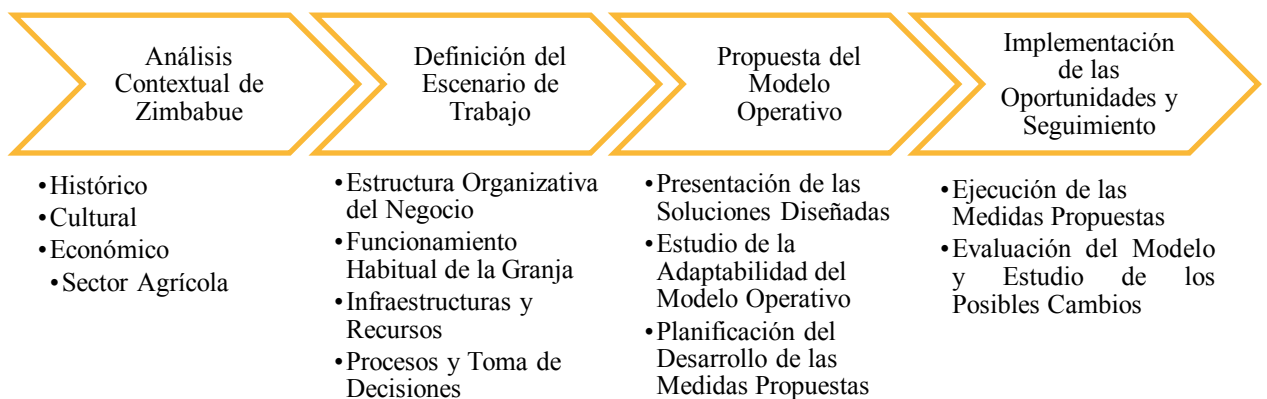 Análisis
Contextual de
Zimbabue
Definición del
Escenario de
Trabajo
Propuesta del
Modelo
Operativo
Implementación
de las
Oportunidades y
Seguimiento
•Histórico
•Cultural
•Económico
•Sector Agrícola
•Estructura Organizativa
del Negocio
•Funcionamiento
Habitual de la Granja
•Infraestructuras y
Recursos
•Procesos y Toma de
Decisiones
•Presentación de las
Soluciones Diseñadas
•Estudio de la
Adaptabilidad del
Modelo Operativo
•Planificación del
Desarrollo de las
Medidas Propuestas
•Ejecución de las
Medidas Propuestas
•Evaluación del Modelo
y Estudio de los
Posibles Cambios